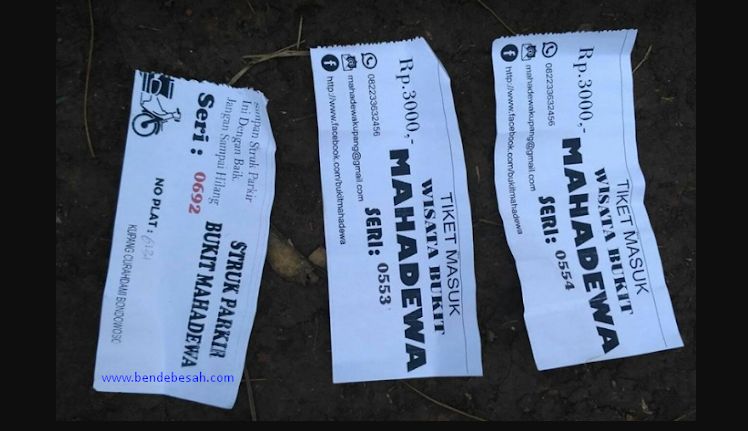 STRUK PARKIR
BUKIT MAHADEWA
Simpan Struk Parkir
Ini Dengan Baik.
Jangan Sampai Hilang
Seri : 0692
NO PLAT :
KUPANG CURAHDAMI BONDOWOSO
TIKET MASUK
WISATA BUKIT
MAHADEWA
Rp.3000,-
SERI: 0553
082233632456
mahadewakupang@gmail.com
http://www.facebook.com/bukitmahadewa
TIKET MASUK
WISATA BUKIT
MAHADEWA
Rp.3000,-
SERI: 0554
082233632456
mahadewakupang@gmail.com
http://www.facebook.com/bukitmahadewa
www.bendebesah.com